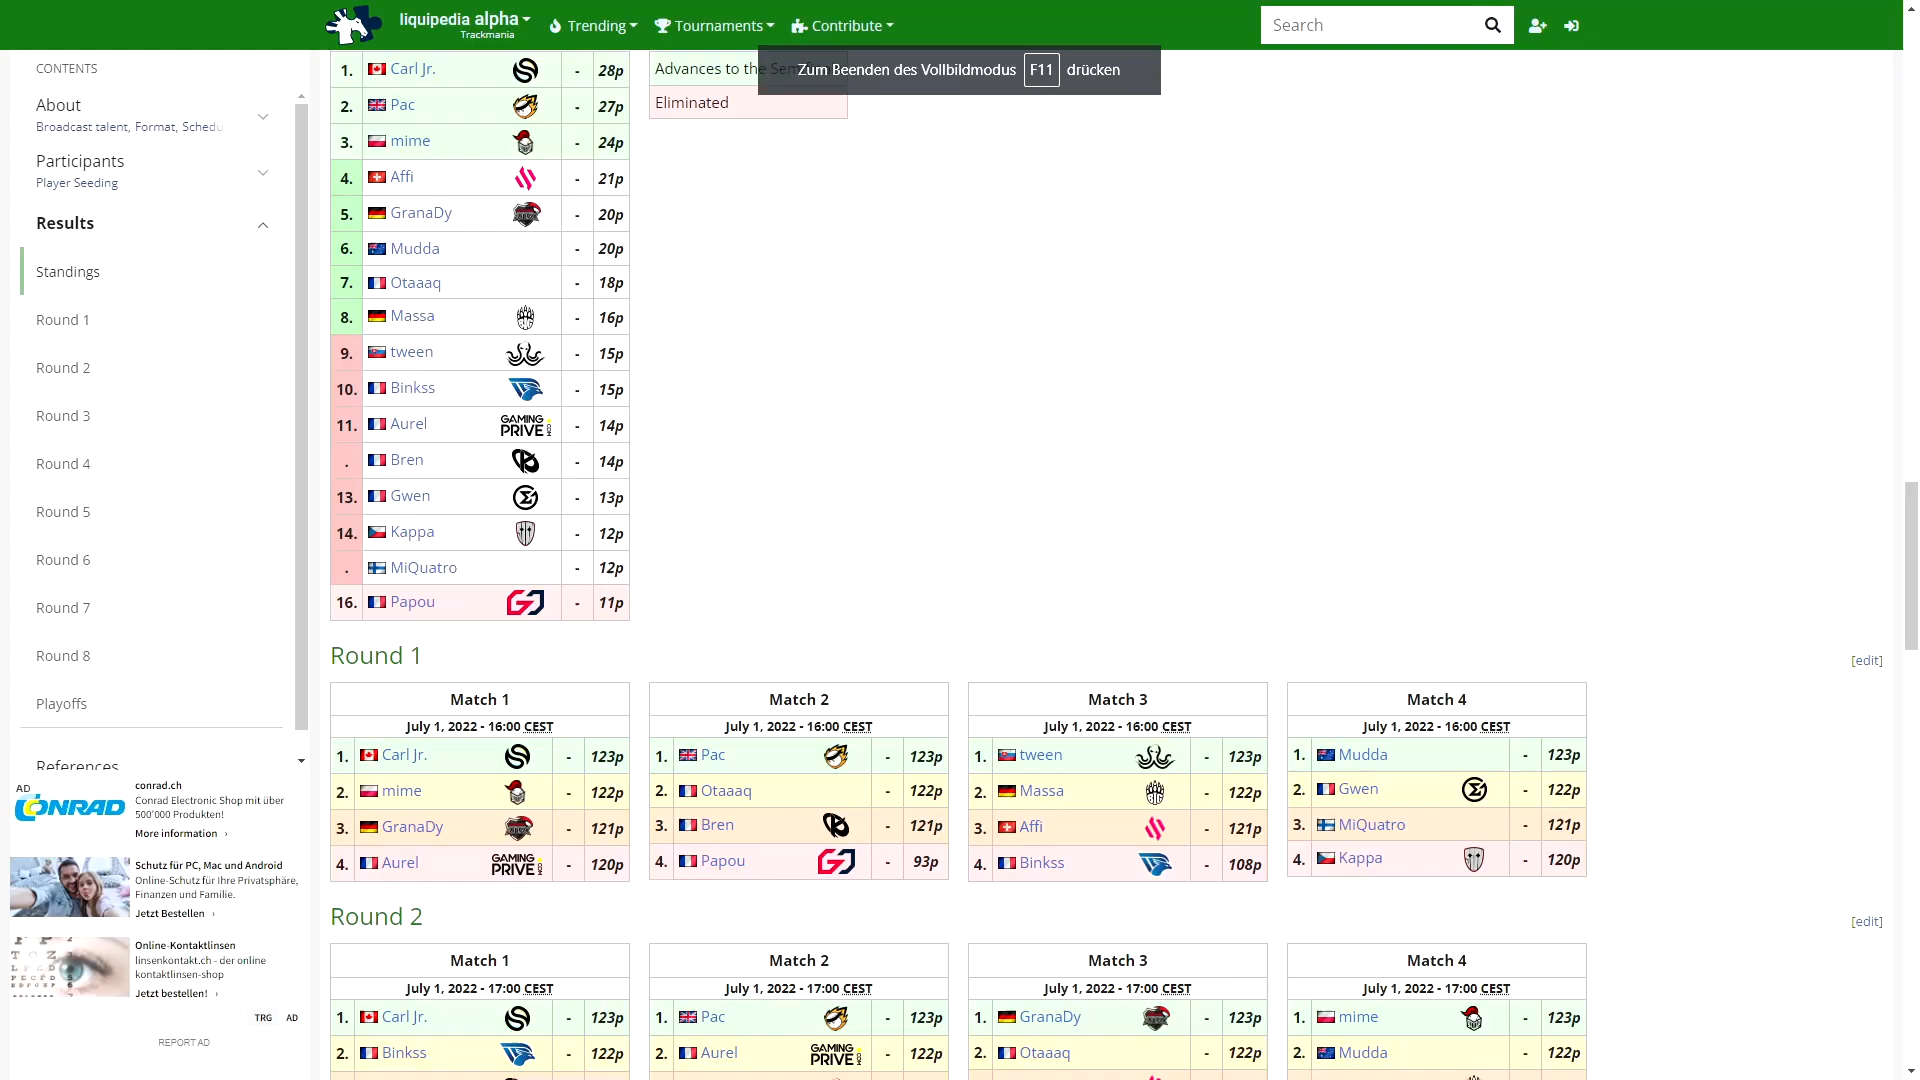 liquipedia alpha
Trackmania
Trending
Tournaments
Contribute
Search
Zum Beenden des Vollbildmodus F11 drücken
CONTENTS
About
Broadcast talent, Format, Schedu
Participants
Player Seeding
Results
Standings
Round 1
Round 2
Round 3
Round 4
Round 5
Round 6
Round 7
Round 8
Playoffs
References
AD
CONRAD
conrad.ch
Conrad Electronic Shop mit über
500'000 Produkten!
More information ›
Schutz für PC, Mac und Android
Online-Schutz für Ihre Privatsphäre,
Finanzen und Familie.
Jetzt Bestellen ›
Online-Kontaktlinsen
linsenkontakt.ch - der online
kontaktlinsen-shop
Jetzt bestellen! ›
TRG AD
REPORT AD
1. Carl Jr. - 28p
2. Pac - 27p
3. mime - 24p
4. Affi - 21p
5. GranaDy - 20p
6. Mudda - 20p
7. Otaaaq - 18p
8. Massa - 16p
9. tween - 15p
10. Binkss - 15p
11. Aurel GAMING PRIVE - 14p
. Bren - 14p
13. Gwen - 13p
14. Kappa - 12p
. MiQuatro - 12p
16. Papou - 11p
Advances to the
Eliminated
Round 1
[edit]
Match 1
July 1, 2022 - 16:00 CEST
1. Carl Jr. - 123p
2. mime - 122p
3. GranaDy - 121p
4. Aurel GAMING PRIVE - 120p
Match 2
July 1, 2022 - 16:00 CEST
1. Pac - 123p
2. Otaaaq - 122p
3. Bren - 121p
4. Papou - 93p
Match 3
July 1, 2022 - 16:00 CEST
1. tween - 123p
2. Massa - 122p
3. Affi - 121p
4. Binkss - 108p
Match 4
July 1, 2022 - 16:00 CEST
1. Mudda - 123p
2. Gwen - 122p
3. MiQuatro - 121p
4. Kappa - 120p
Round 2
[edit]
Match 1
July 1, 2022 - 17:00 CEST
1. Carl Jr. - 123p
2. Binkss - 122p
Match 2
July 1, 2022 - 17:00 CEST
1. Pac - 123p
2. Aurel GAMING PRIVE - 122p
Match 3
July 1, 2022 - 17:00 CEST
1. GranaDy - 123p
2. Otaaaq - 122p
Match 4
July 1, 2022 - 17:00 CEST
1. mime - 123p
2. Mudda - 122p